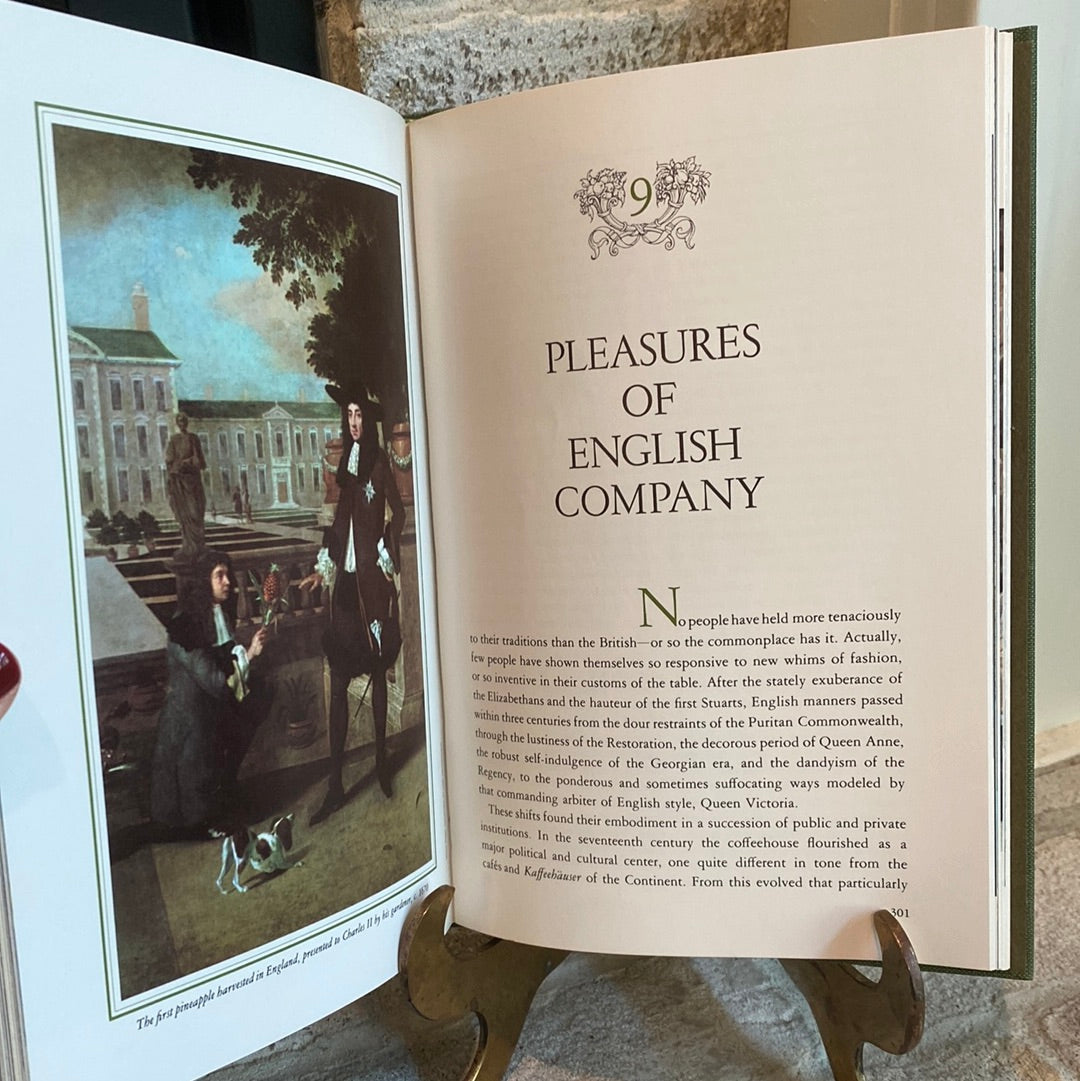 The first pineapple harvested in England, presented to Charles II by his gardener, c. 1670
9
PLEASURES
OF
ENGLISH
COMPANY
No people have held more tenaciously
to their traditions than the British—or so the commonplace has it. Actually,
few people have shown themselves so responsive to new whims of fashion,
or so inventive in their customs of the table. After the stately exuberance of
the Elizabethans and the hauteur of the first Stuarts, English manners passed
within three centuries from the dour restraints of the Puritan Commonwealth,
through the lustiness of the Restoration, the decorous period of Queen Anne,
the robust self-indulgence of the Georgian era, and the dandyism of the
Regency, to the ponderous and sometimes suffocating ways modeled by
that commanding arbiter of English style, Queen Victoria.
These shifts found their embodiment in a succession of public and private
institutions. In the seventeenth century the coffeehouse flourished as a
major political and cultural center, one quite different in tone from the
cafés and Kaffeehäuser of the Continent. From this evolved that particularly
301